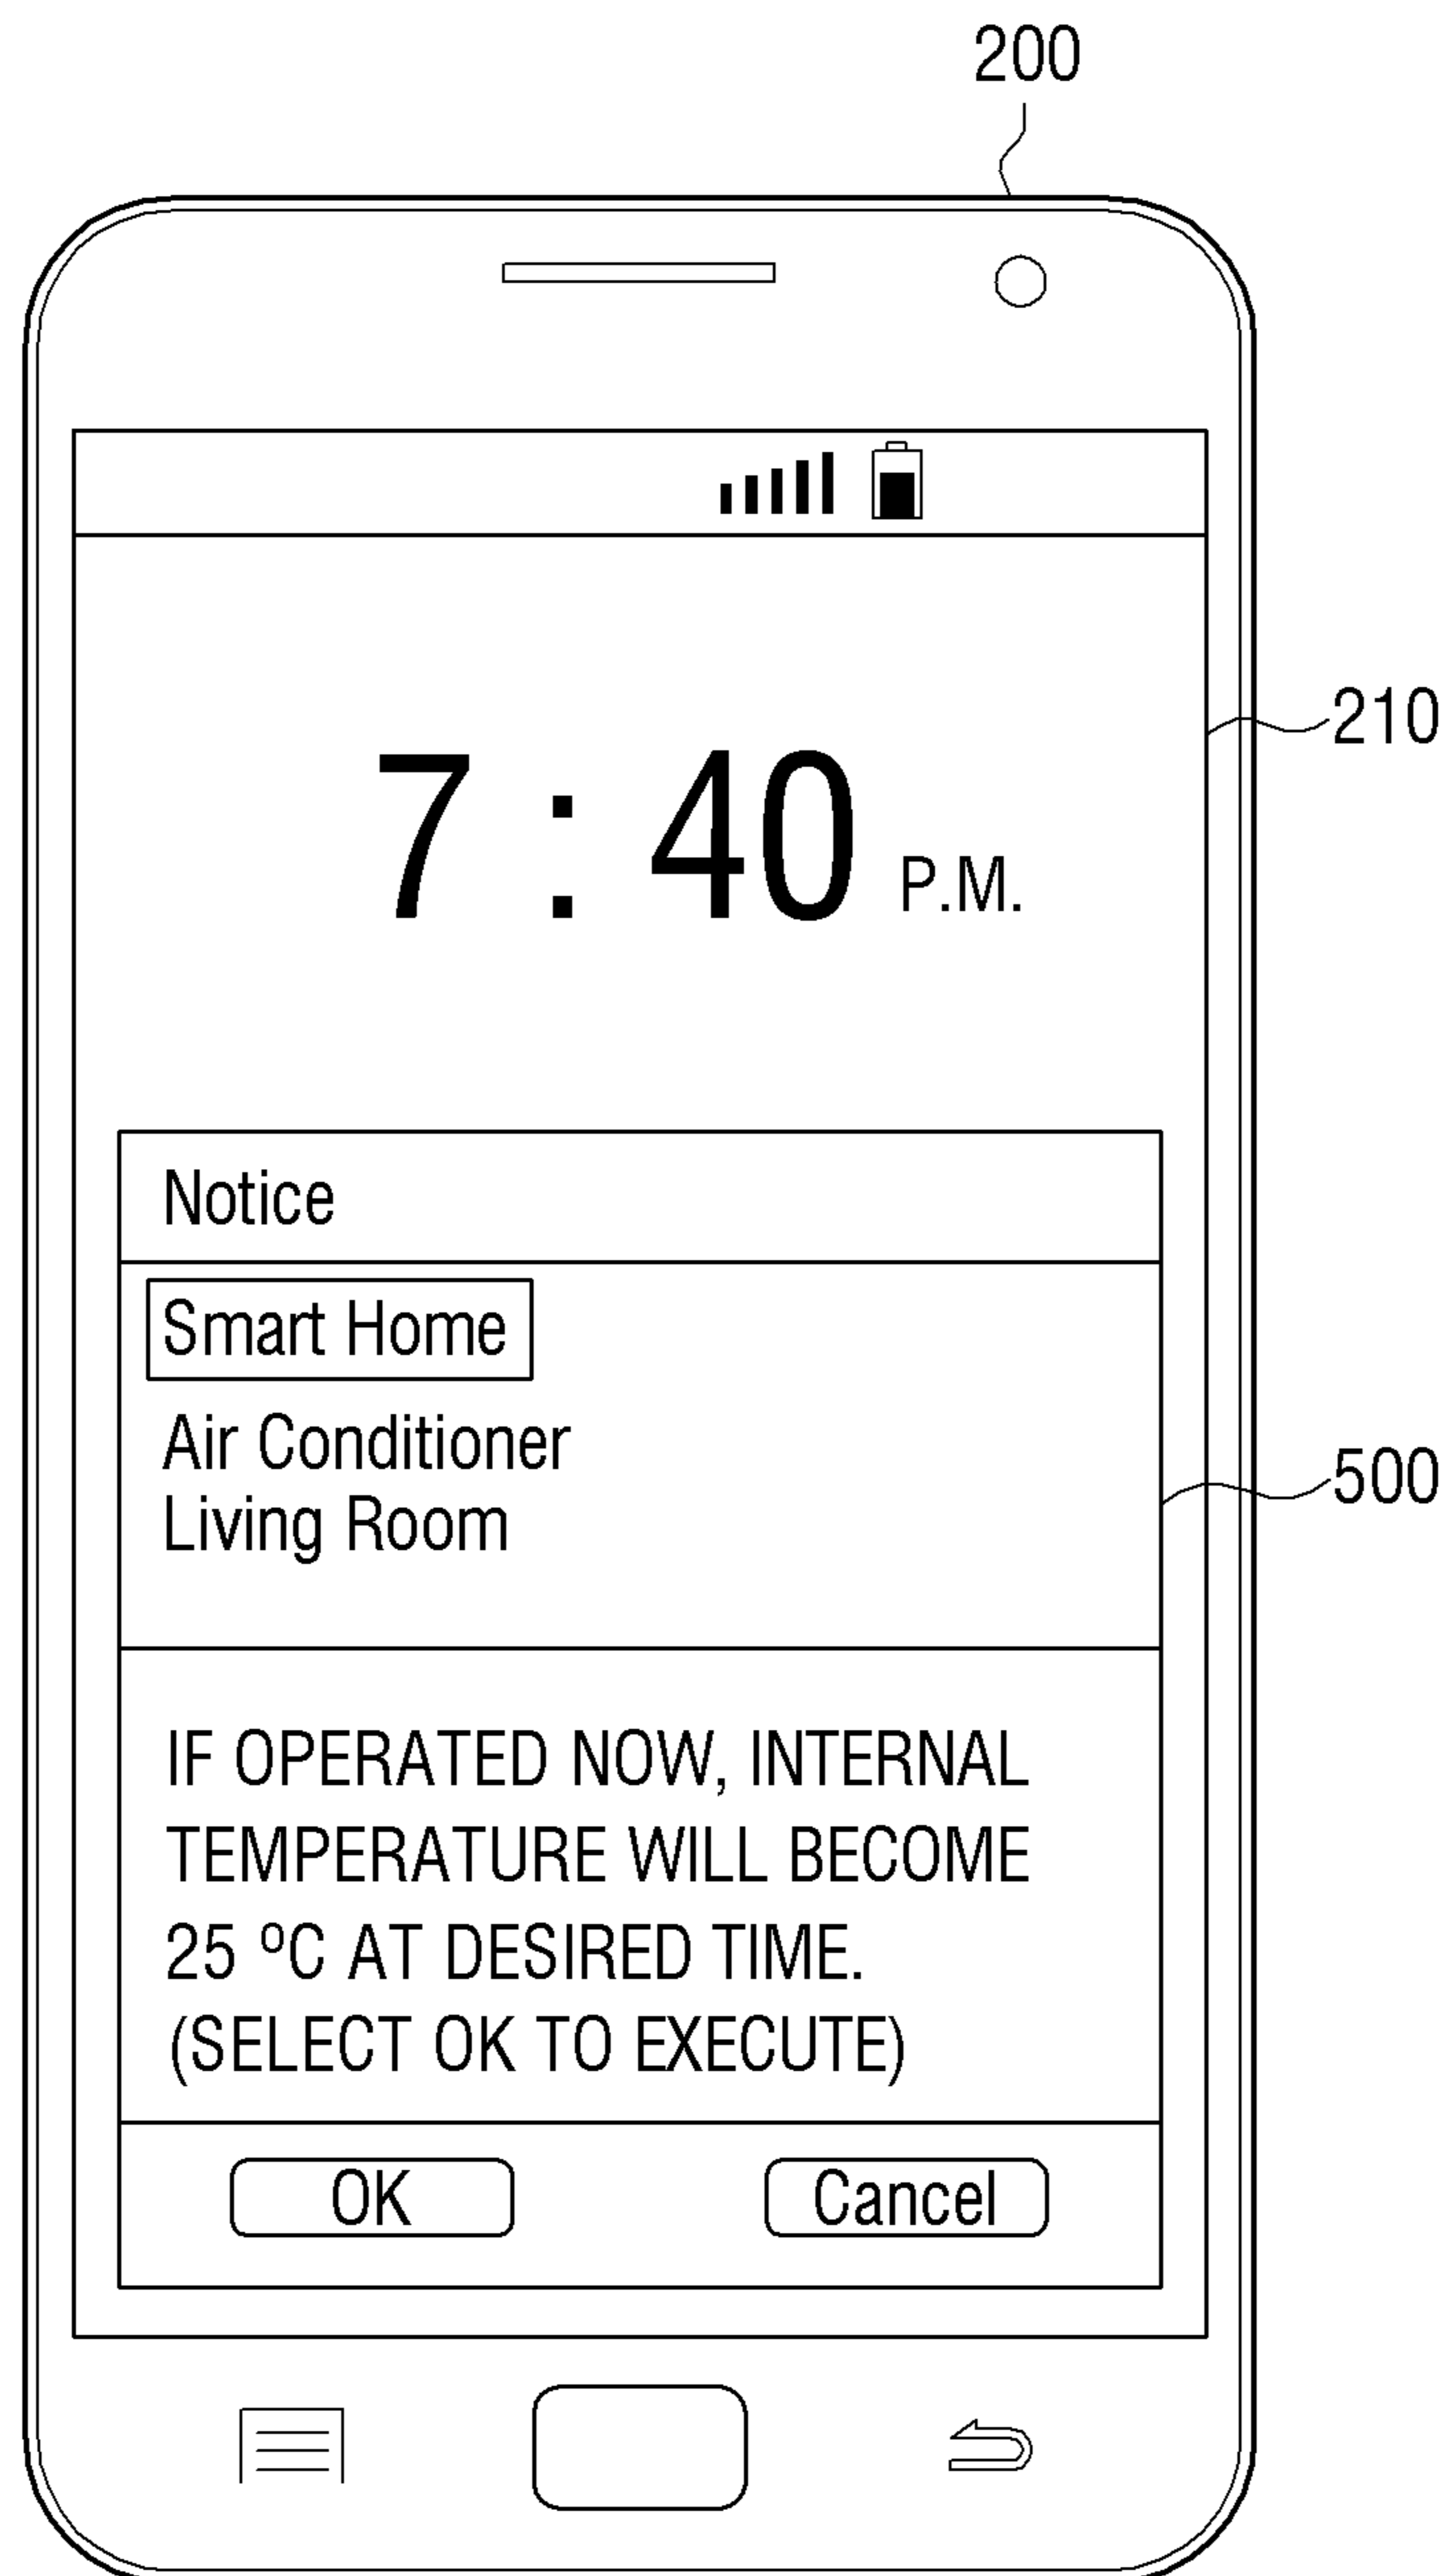 200
7 : 40 P.M.
210
Notice
Smart Home
Air Conditioner
Living Room
500
IF OPERATED NOW, INTERNAL
TEMPERATURE WILL BECOME
25 ºC AT DESIRED TIME.
(SELECT OK TO EXECUTE)
OK
Cancel